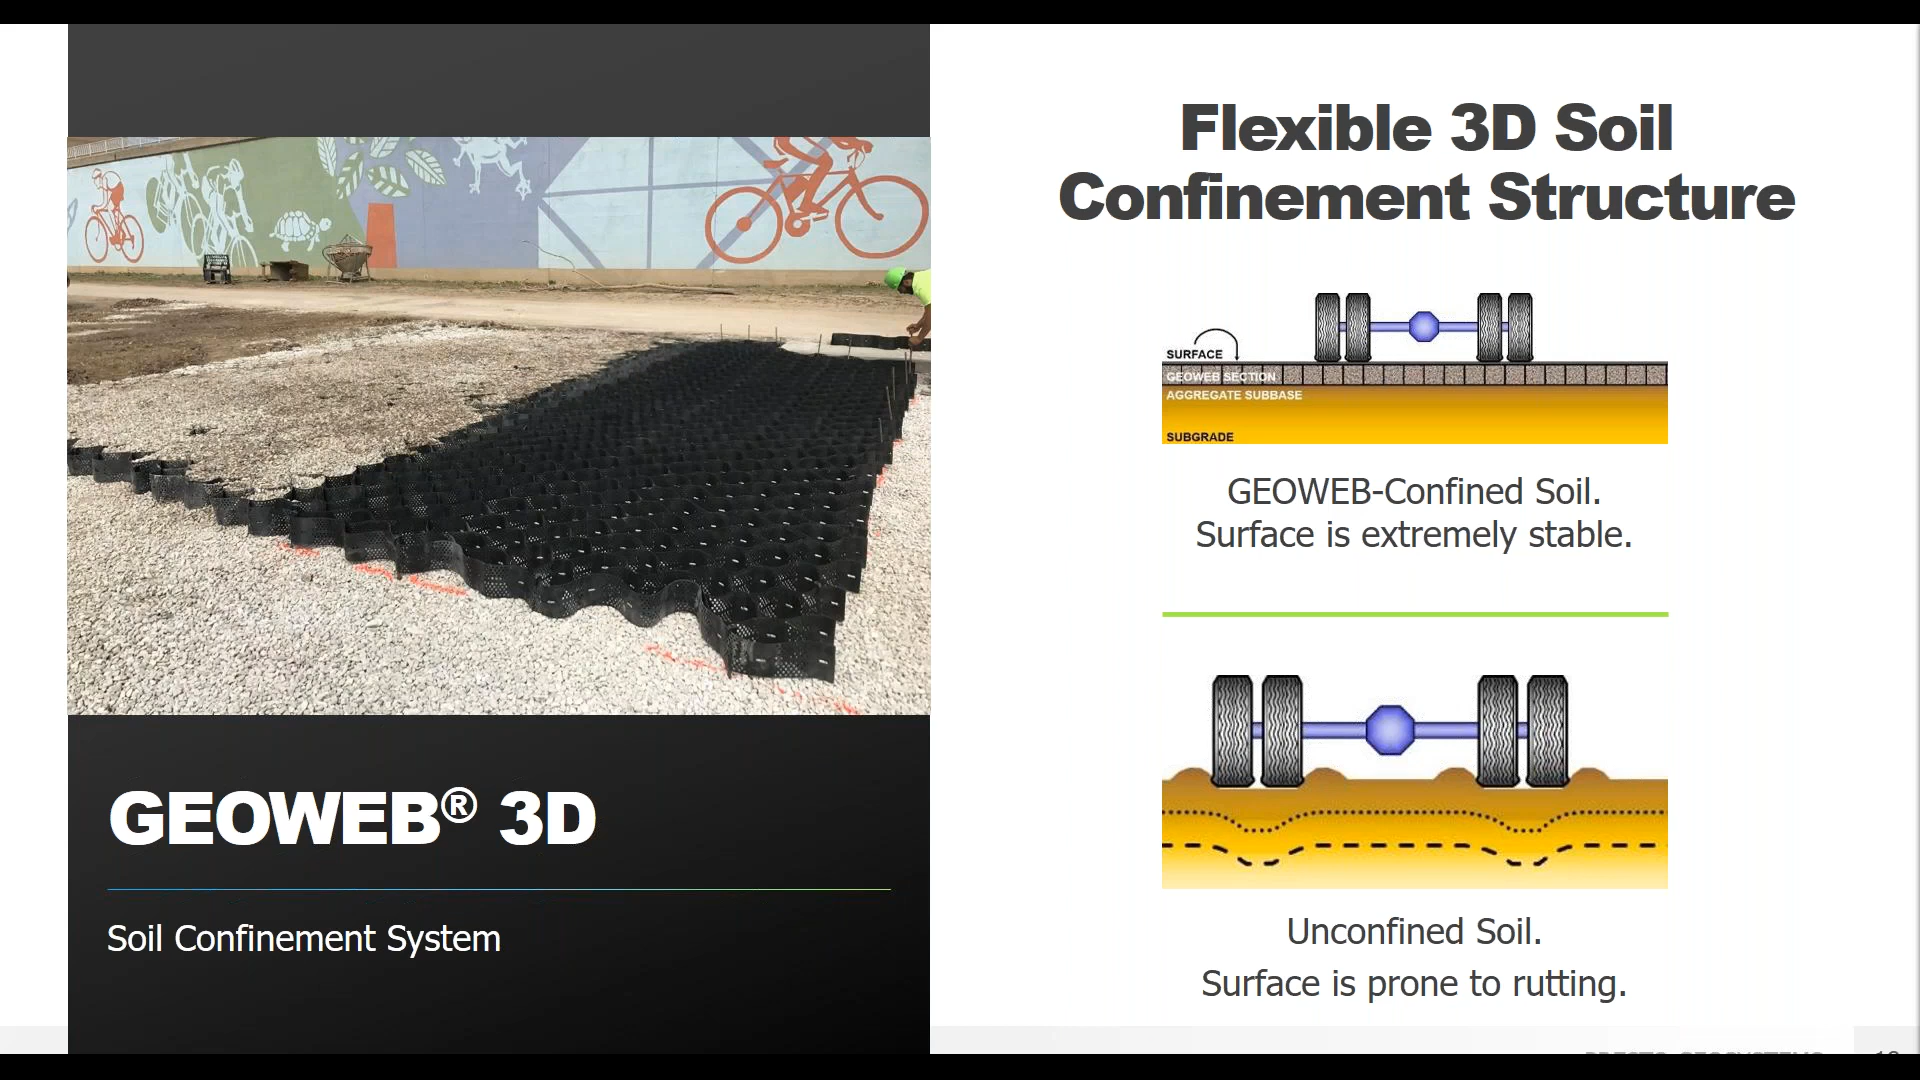 GEOWEB® 3D
Soil Confinement System
Flexible 3D Soil
Confinement Structure
SURFACE
GEOWEB SECTION
AGGREGATE SUBBASE
SUBGRADE
GEOWEB-Confined Soil.
Surface is extremely stable.
Unconfined Soil.
Surface is prone to rutting.